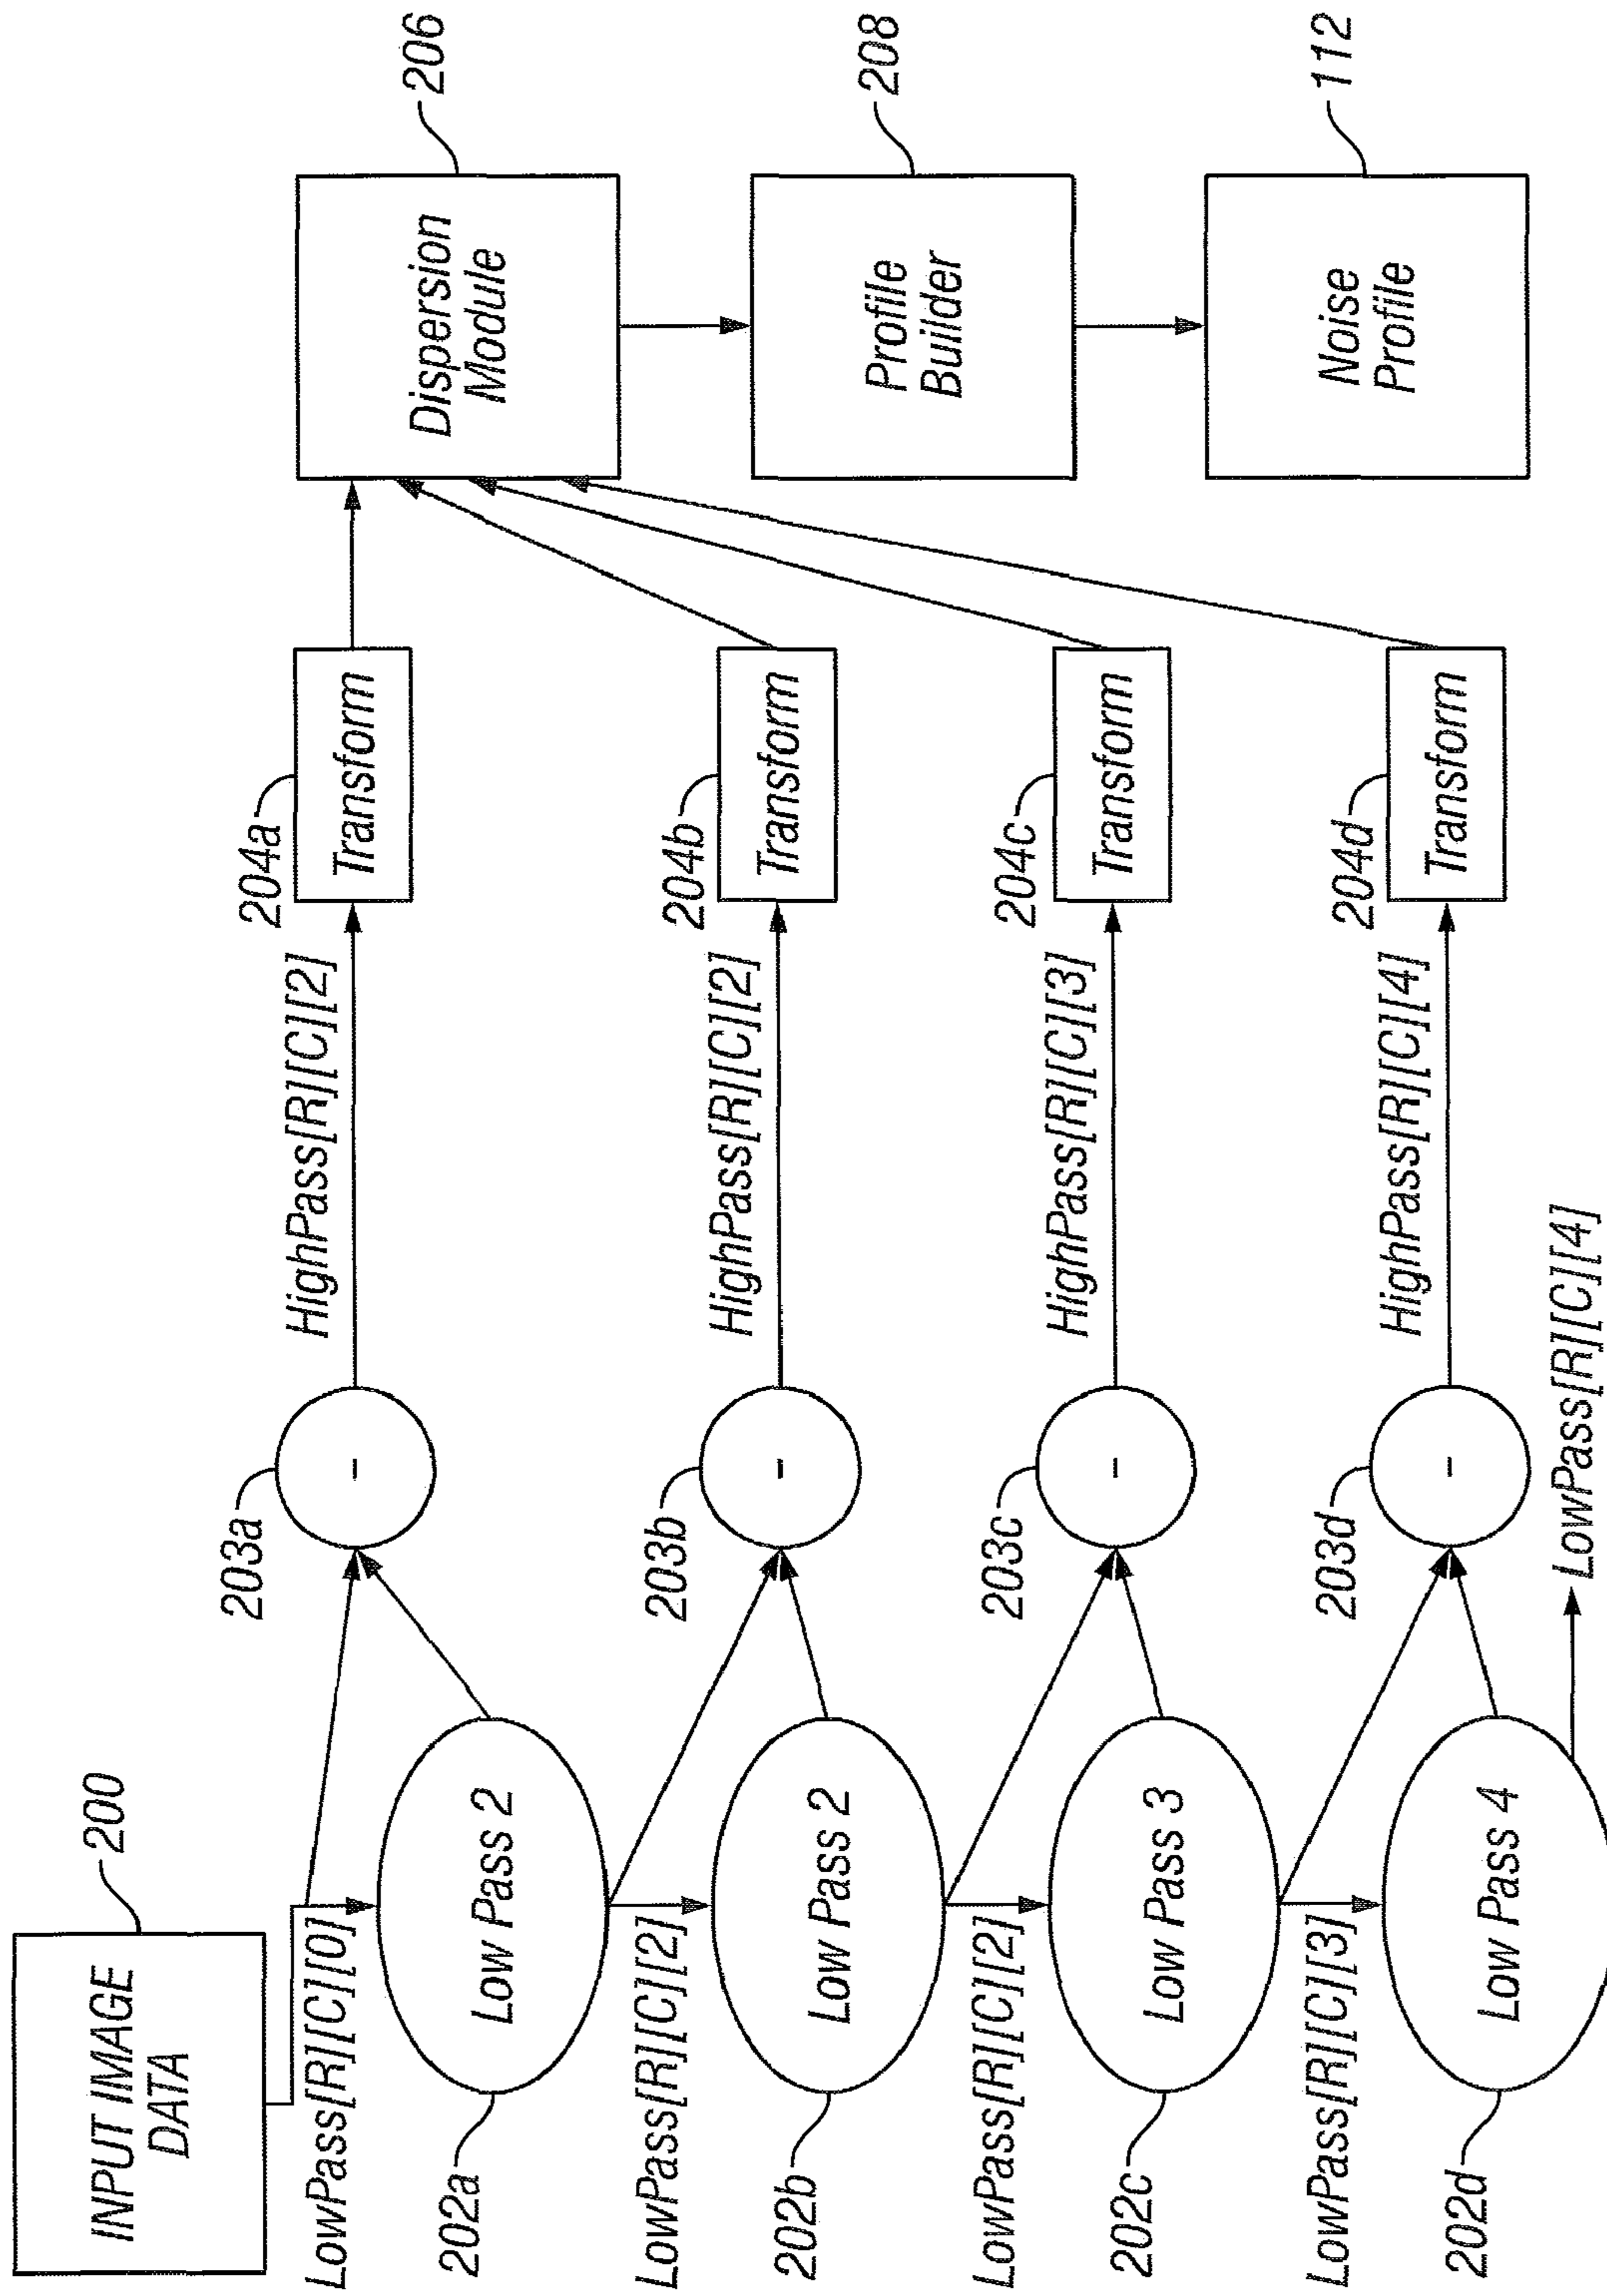 INPUT IMAGE
DATA
200
LowPass[R][C][0]
202a
Low Pass 2
203a
-
HighPass[R][C][2]
204a
Transform
Dispersion
Module
206
LowPass[R][C][2]
202b
Low Pass 2
203b
-
HighPass[R][C][2]
204b
Transform
Profile
Builder
208
LowPass[R][C][2]
202c
Low Pass 3
203c
-
HighPass[R][C][3]
204c
Transform
LowPass[R][C][3]
202d
Low Pass 4
203d
-
HighPass[R][C][4]
204d
Transform
Noise
Profile
112
LowPass[R][C][4]